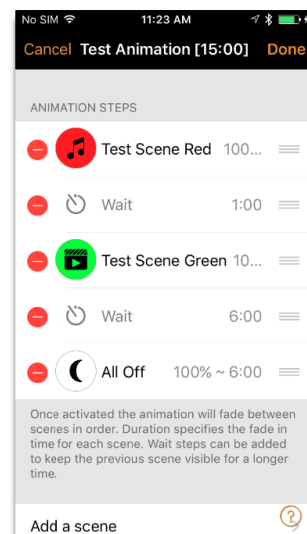 No SIM 11:23 AM
Cancel Test Animation [15:00] Done
ANIMATION STEPS
Test Scene Red 100...
Wait 1:00
Test Scene Green 10...
Wait 6:00
All Off 100% ~ 6:00
Once activated the animation will fade between
scenes in order. Duration specifies the fade in
time for each scene. Wait steps can be added
to keep the previous scene visible for a longer
time.
Add a scene
?